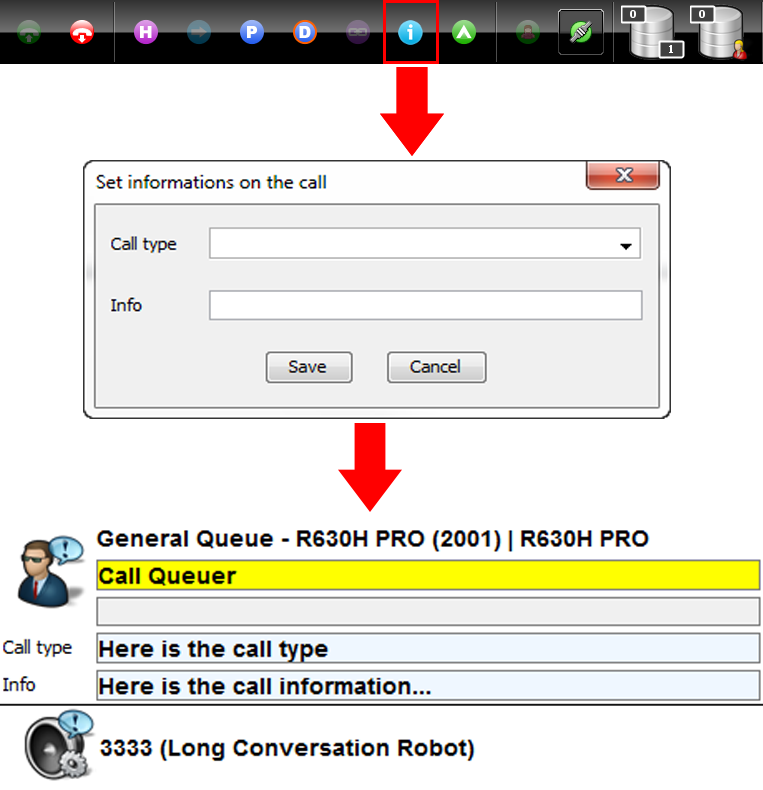 H P D i 0 1 0
Set informations on the call
X
Call type
Info
Save Cancel
General Queue - R630H PRO (2001) | R630H PRO
Call Queuer
Call type Here is the call type
Info Here is the call information...
3333 (Long Conversation Robot)